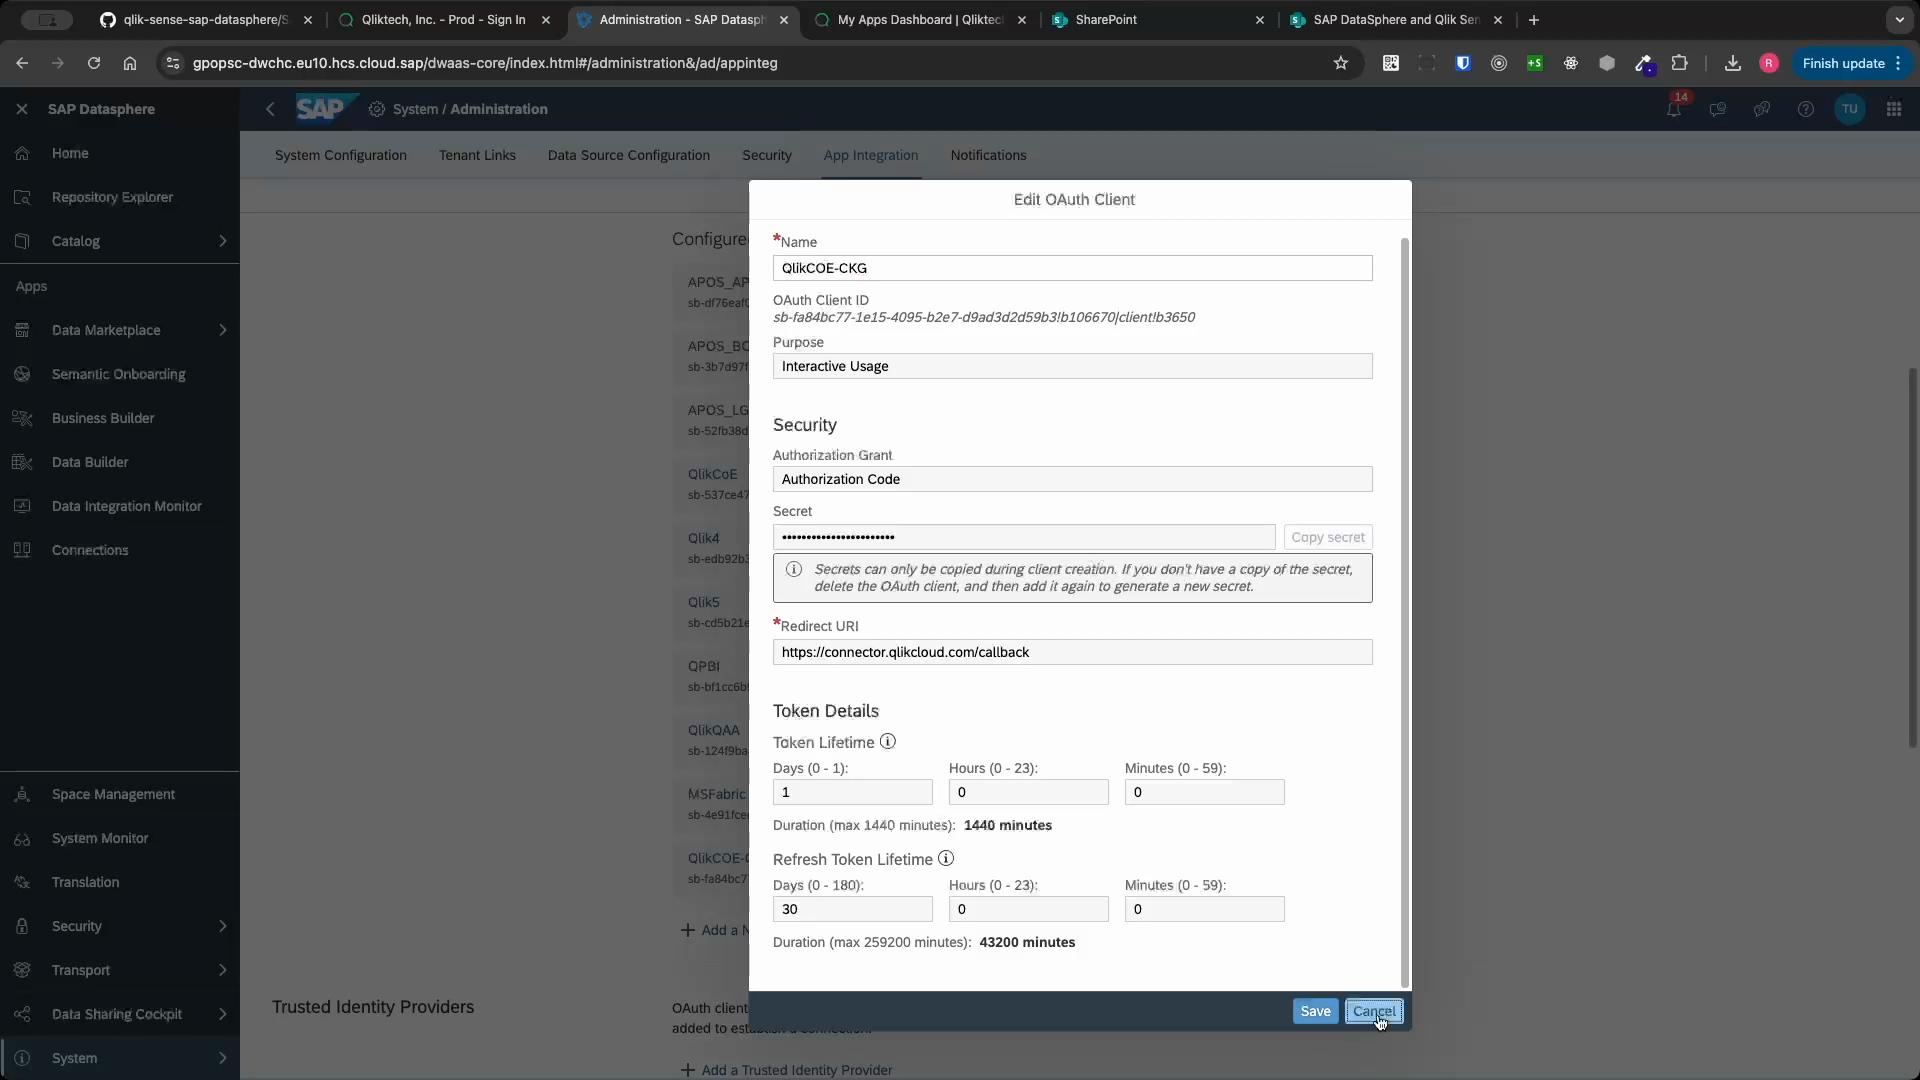 qlik-sense-sap-datasphere/S
Qliktech, Inc. - Prod - Sign In
Administration - SAP Datasph
My Apps Dashboard | Qliktec
SharePoint
SAP DataSphere and Qlik Sen
gpopsc-dwchc.eu10.hcs.cloud.sap/dwaas-core/index.html#/administration&/ad/appinteg
+S
R
Finish update
SAP Datasphere
SAP
System / Administration
14
TU
Home
Repository Explorer
Catalog
Apps
Data Marketplace
Semantic Onboarding
Business Builder
Data Builder
Data Integration Monitor
Connections
Space Management
System Monitor
Translation
Security
Transport
Data Sharing Cockpit
System
System Configuration
Tenant Links
Data Source Configuration
Security
App Integration
Notifications
Configured
APOS_AP
sb-df76eaf0
APOS_BO
sb-3b7d97f
APOS_LG
sb-52fb38d
QlikCoE
sb-537ce47
Qlik4
sb-edb92b3
Qlik5
sb-cd5b21e
QPBI
sb-bf1cc6b
QlikQAA
sb-124f9ba
MSFabric
sb-4e91fce
QlikCOE-C
sb-fa84bc7
Add a N
Trusted Identity Providers
OAuth client
added to establish a connection.
Add a Trusted Identity Provider
Edit OAuth Client
*Name
QlikCOE-CKG
OAuth Client ID
sb-fa84bc77-1e15-4095-b2e7-d9ad3d2d59b3!b106670|client!b3650
Purpose
Interactive Usage
Security
Authorization Grant
Authorization Code
Secret
•••••••••••••••••••••••
Copy secret
Secrets can only be copied during client creation. If you don't have a copy of the secret,
delete the OAuth client, and then add it again to generate a new secret.
*Redirect URI
https://connector.qlikcloud.com/callback
Token Details
Token Lifetime
Days (0 - 1):
Hours (0 - 23):
Minutes (0 - 59):
1
0
0
Duration (max 1440 minutes): 1440 minutes
Refresh Token Lifetime
Days (0 - 180):
Hours (0 - 23):
Minutes (0 - 59):
30
0
0
Duration (max 259200 minutes): 43200 minutes
Save
Cancel